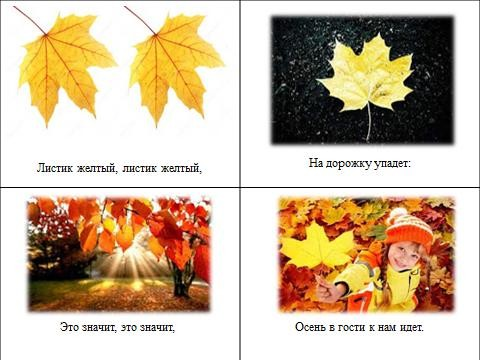 Листик желтый, листик желтый,
На дорожку упадет:
Это значит, это значит,
Осень в гости к нам идет.